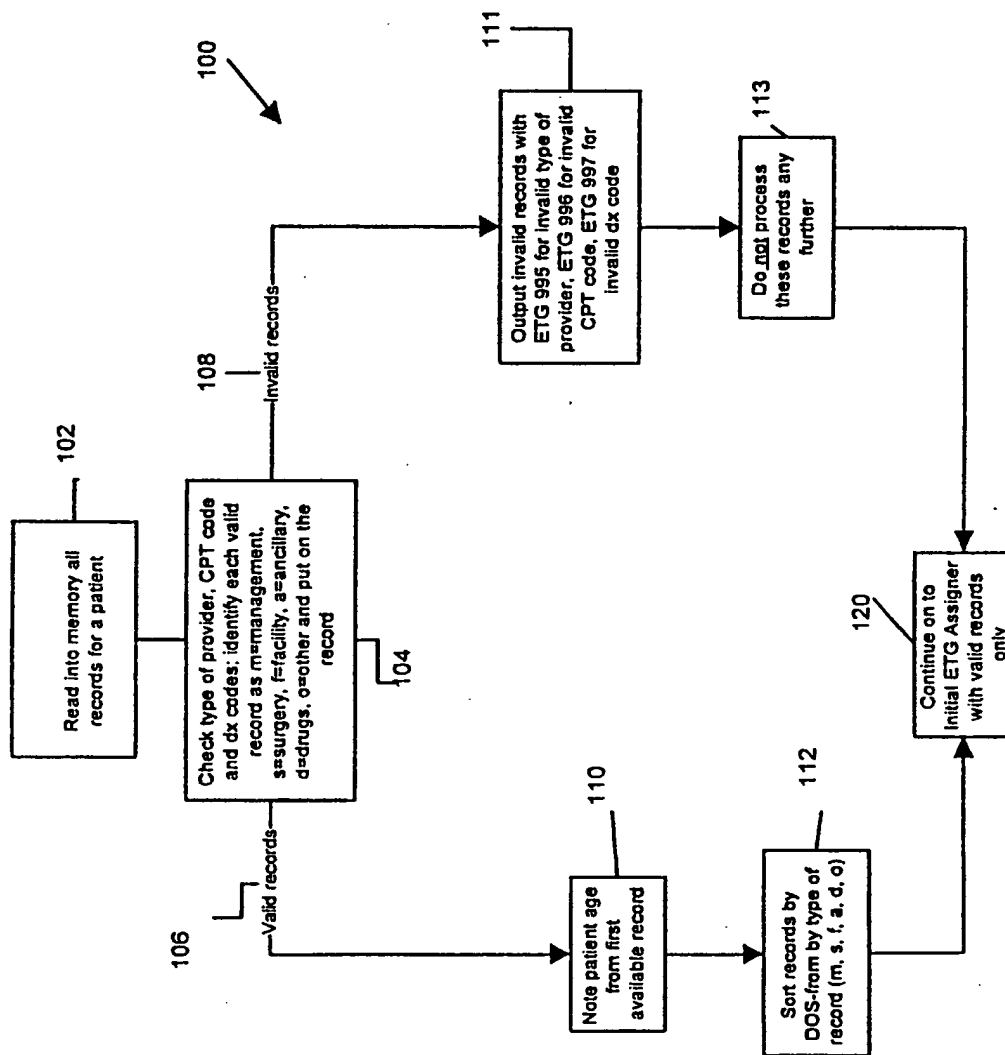 100
102
Read into memory all
records for a patient
Check type of provider, CPT code
and dx codes; identify each valid
record as m=management,
s=surgery, f=facility, a=ancillary,
d=drugs, o=other and put on the
record
104
106
Valid records
108
Invalid records
110
Note patient age
from first
available record
111
Output invalid records with
ETG 995 for invalid type of
provider, ETG 996 for invalid
CPT code, ETG 997 for
invalid dx code
112
Sort records by
DOS-from by type of
record (m, s, f, a, d, o)
113
Do not process
these records any
further
120
Continue on to
Initial ETG Assigner
with valid records
only